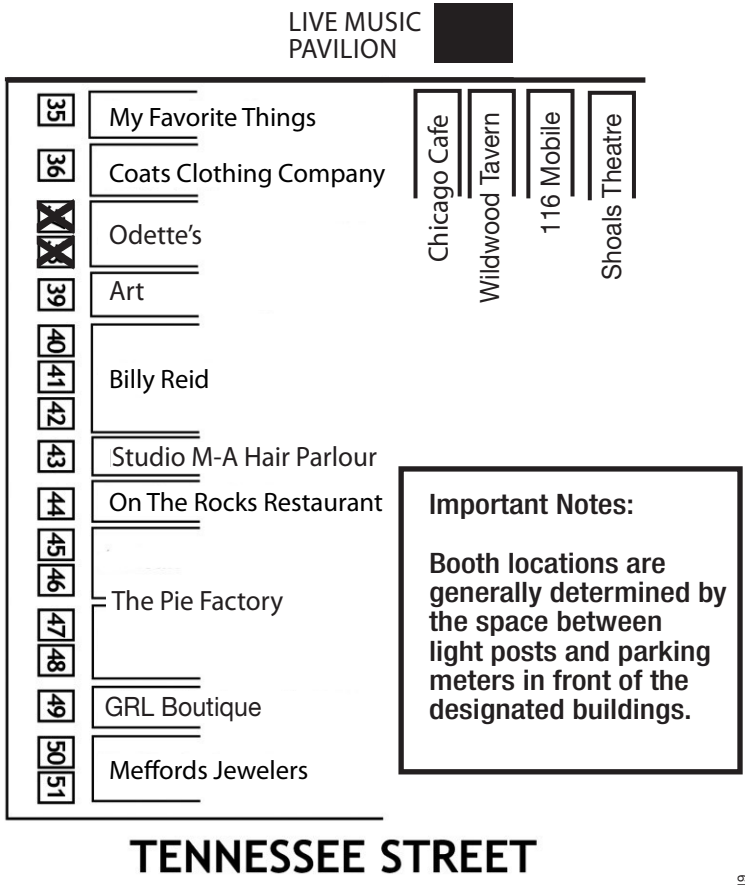 LIVE MUSIC
PAVILION
35
My Favorite Things
36
Coats Clothing Company
Odette's
39
Art
40
41
42
Billy Reid
43
Studio M-A Hair Parlour
44
On The Rocks Restaurant
45
46
The Pie Factory
47
48
49
GRL Boutique
50
51
Meffords Jewelers
Chicago Cafe
Wildwood Tavern
116 Mobile
Shoals Theatre
Important Notes:
Booth locations are
generally determined by
the space between
light posts and parking
meters in front of the
designated buildings.
TENNESSEE STREET